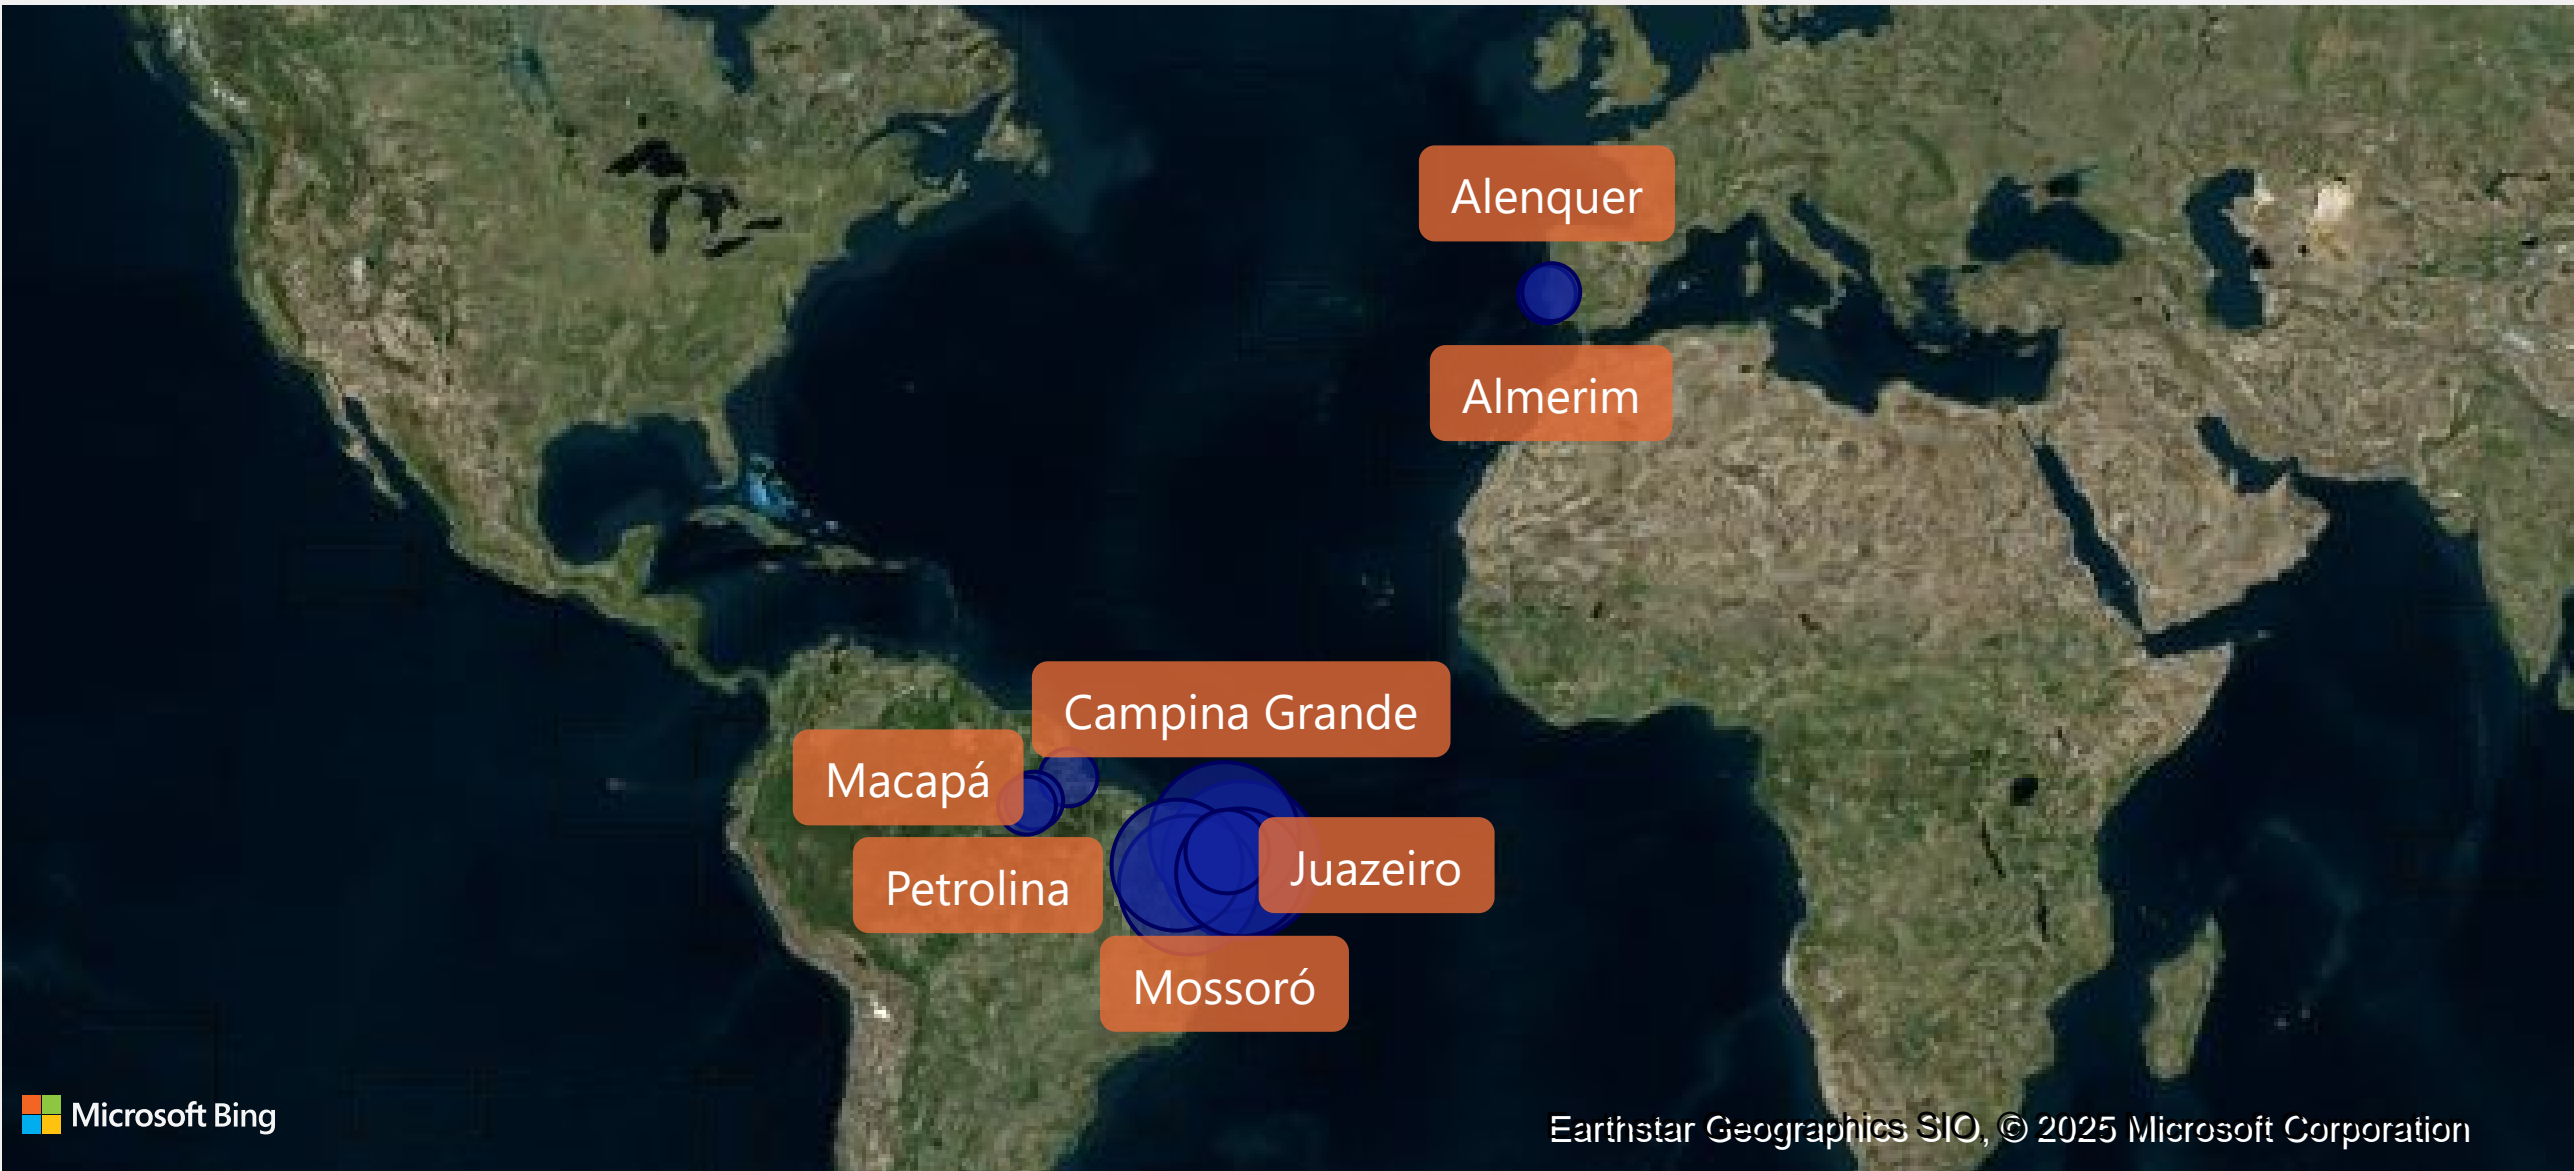 Alenquer
Almerim
Campina Grande
Macapá
Juazeiro
Petrolina
Mossoró
Microsoft Bing
Earthstar Geographics SIO, © 2025 Microsoft Corporation